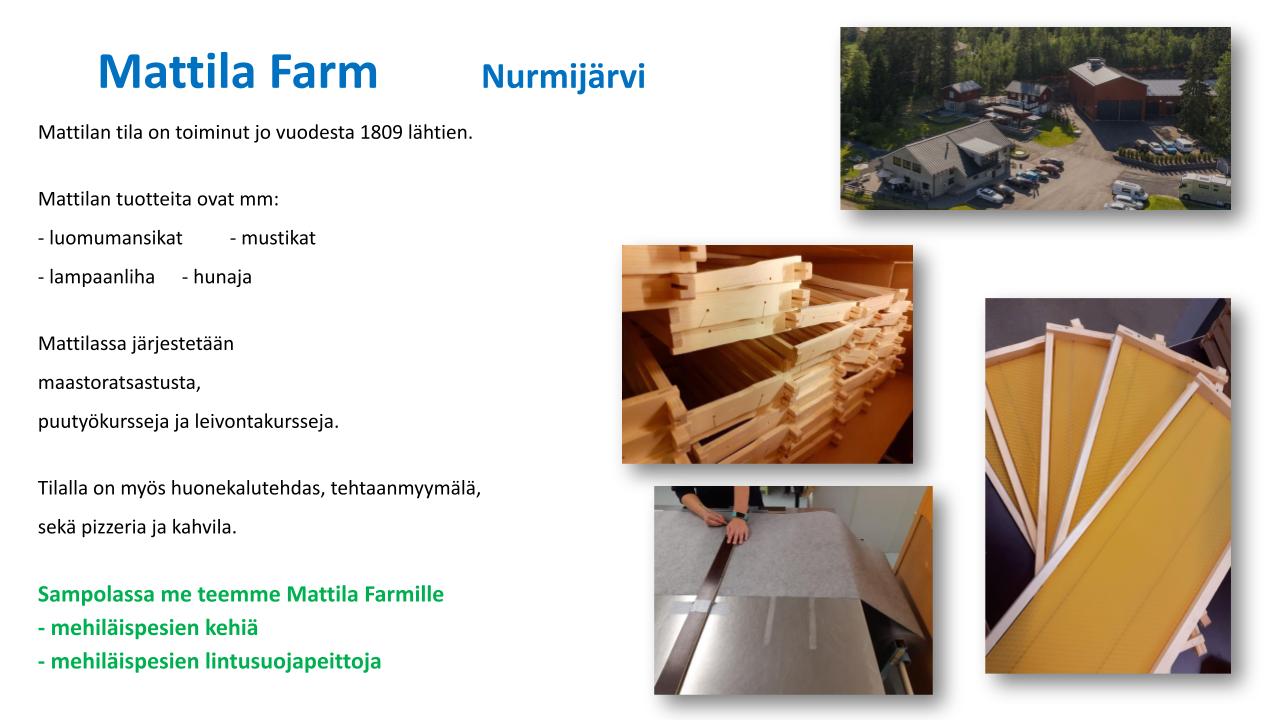 Mattila Farm Nurmijärvi
Mattilan tila on toiminut jo vuodesta 1809 lähtien.
Mattilan tuotteita ovat mm:
- luomumansikat - mustikat
- lampaanliha - hunaja
Mattilassa järjestetään
maastoratsastusta,
puutyökursseja ja leivontakursseja.
Tilalla on myös huonekalutehdas, tehtaanmyymälä,
sekä pizzeria ja kahvila.
Sampolassa me teemme Mattila Farmille
- mehiläispesien kehiä
- mehiläispesien lintusuojapeittoja